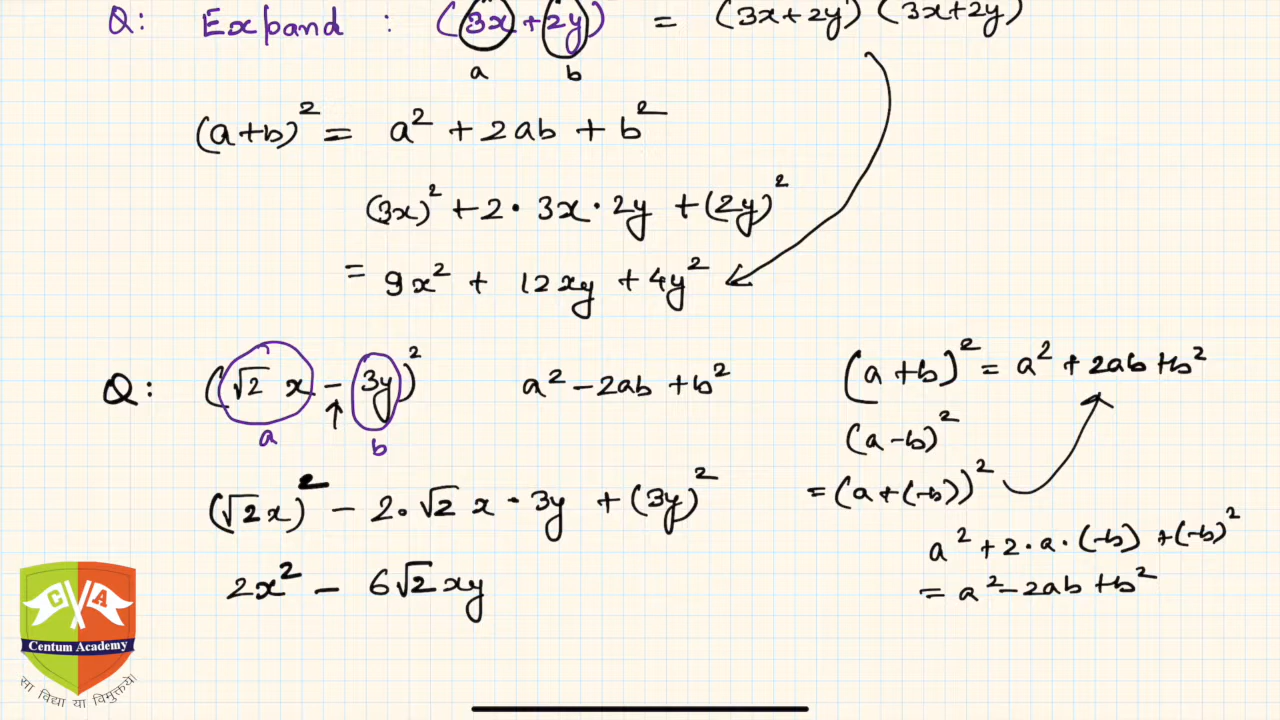 Q: Expand : (3x+2y) = (3x+2y) (3x+2y)
a b
(a+b)² = a² + 2ab + b²
(3x)² + 2 · 3x · 2y + (2y)²
= 9x² + 12xy + 4y²
Q: (√2 x − 3y)² a² − 2ab + b²
a b
(√2x)² − 2 · √2 x · 3y + (3y)²
2x² − 6√2 xy
(a+b)² = a² + 2ab + b²
(a−b)²
= (a+(−b))²
a² + 2 · a · (−b) + (−b)²
= a² − 2ab + b²
C A
Centum Academy
सा विद्या या विमुक्तये